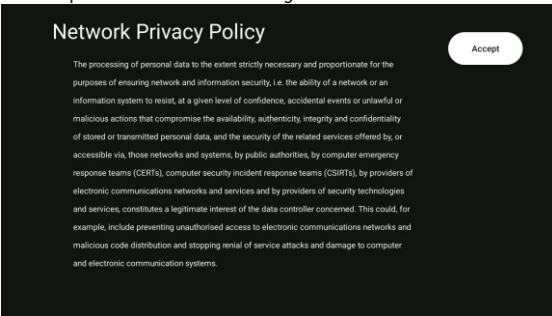 Network Privacy Policy
Accept
The processing of personal data to the extent strictly necessary and proportionate for the
purposes of ensuring network and information security, i.e. the ability of a network or an
information system to resist, at a given level of confidence, accidental events or unlawful or
malicious actions that compromise the availability, authenticity, integrity and confidentiality
of stored or transmitted personal data, and the security of the related services offered by, or
accessible via, those networks and systems, by public authorities, by computer emergency
response teams (CERTs), computer security incident response teams (CSIRTs), by providers of
electronic communications networks and services and by providers of security technologies
and services, constitutes a legitimate interest of the data controller concerned. This could, for
example, include preventing unauthorised access to electronic communications networks and
malicious code distribution and stopping renial of service attacks and damage to computer
and electronic communication systems.